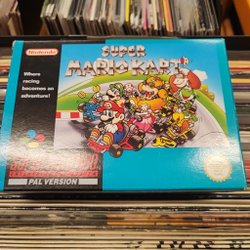 Nintendo
SUPER
MARIO KART
Where
racing
becomes an
adventure!
PAL VERSION